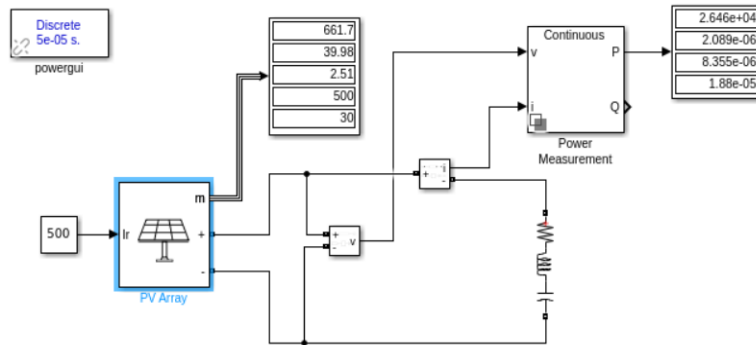 Discrete
5e-05 s.
powergui
661.7
39.98
2.51
500
30
Continuous
v
P
i
Q
Power
Measurement
2.646e+04
2.089e-06
8.355e-06
1.88e-05
500
Ir
m
+
-
PV Array
+
-
v
+
i
-